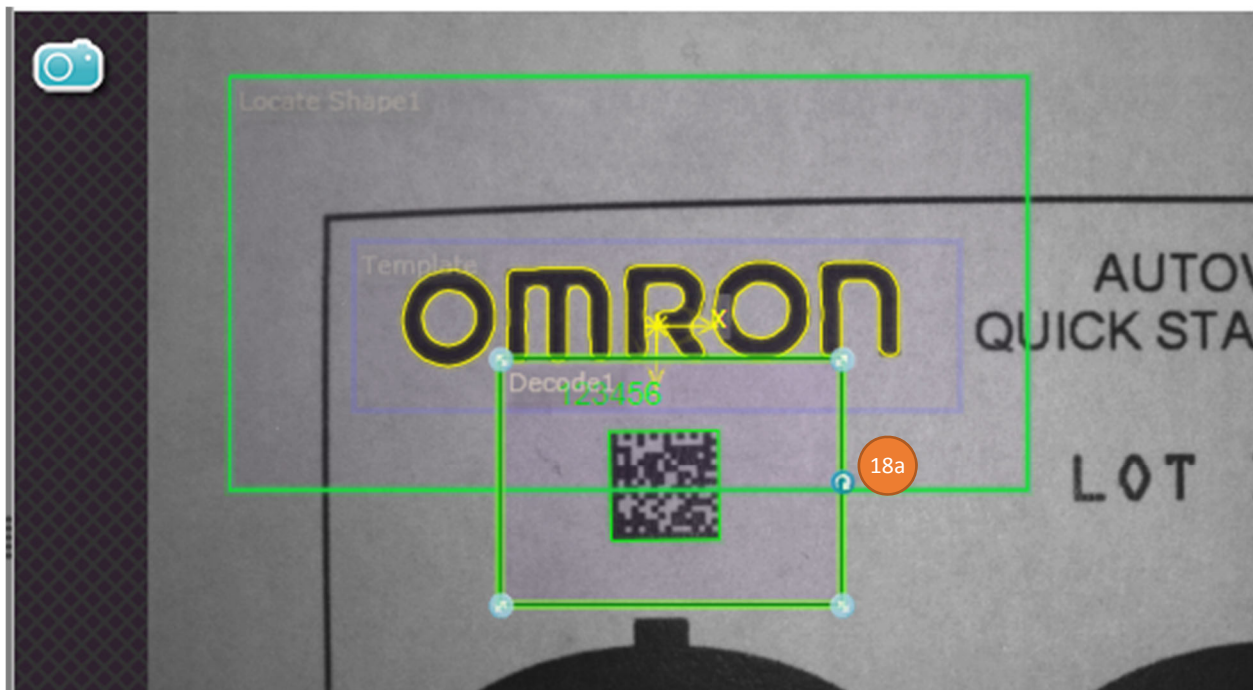 Locate Shape1
Template
OMRON
X
AUTOV
QUICK STA
Decode1
123456
18a
LOT